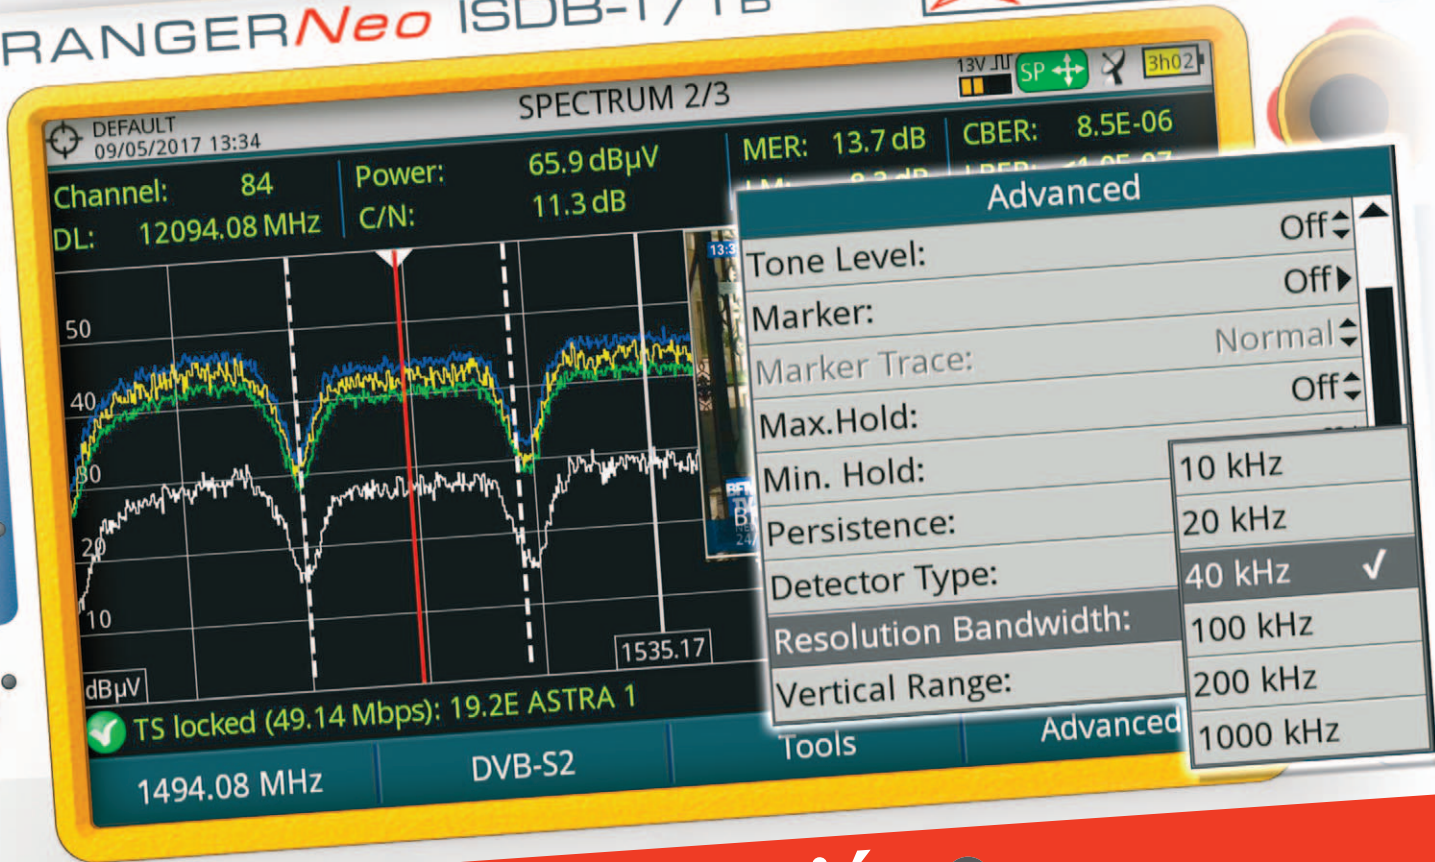 RANGERNeo ISDB-T/TB
DEFAULT
09/05/2017 13:34
SPECTRUM 2/3
13V
SP
3h02
Channel: 84
DL: 12094.08 MHz
Power: 65.9 dBµV
C/N: 11.3 dB
MER: 13.7 dB
CBER: 8.5E-06
50
40
30
20
10
dBµV
1535.17
TS locked (49.14 Mbps): 19.2E ASTRA 1
1494.08 MHz
DVB-S2
Tools
Advanced
Advanced
Tone Level: Off
Marker: Off
Marker Trace: Normal
Max.Hold: Off
Min. Hold:
Persistence:
Detector Type:
Resolution Bandwidth:
Vertical Range:
10 kHz
20 kHz
40 kHz
100 kHz
200 kHz
1000 kHz